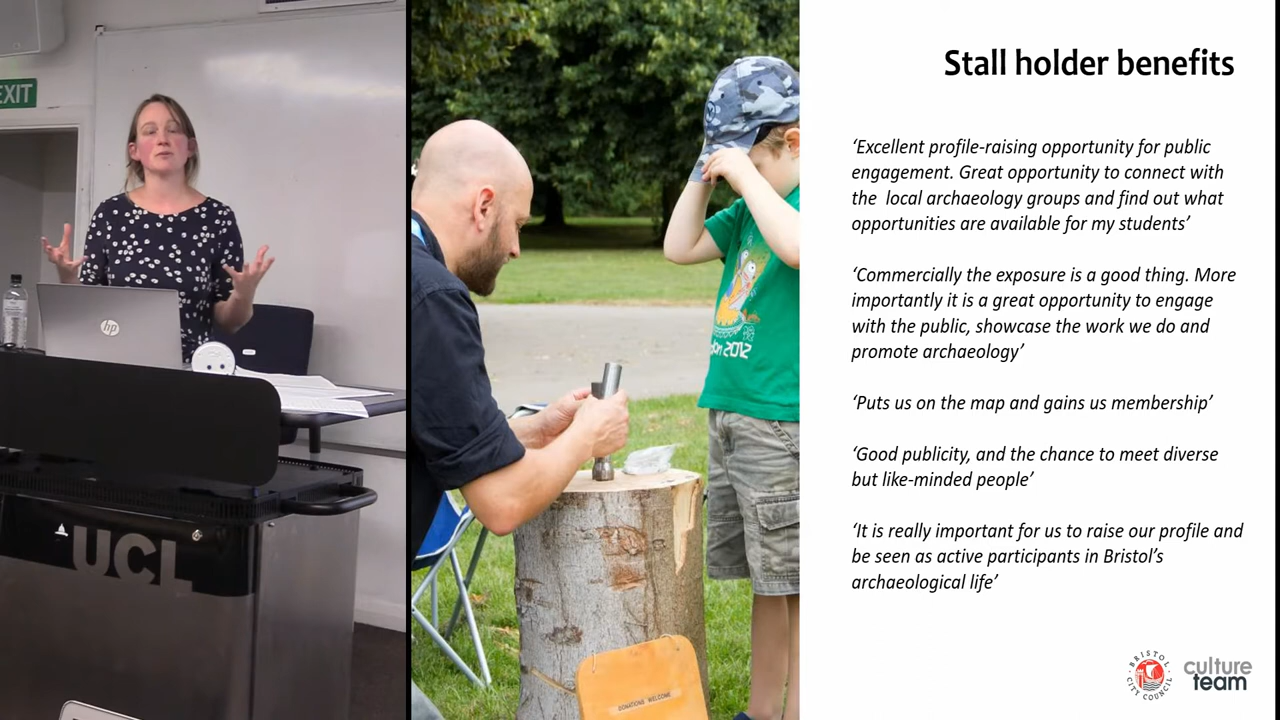 EXIT
hp
UCL
don 2012
DONATIONS WELCOME
Stall holder benefits
‘Excellent profile-raising opportunity for public
engagement. Great opportunity to connect with
the local archaeology groups and find out what
opportunities are available for my students’
‘Commercially the exposure is a good thing. More
importantly it is a great opportunity to engage
with the public, showcase the work we do and
promote archaeology’
‘Puts us on the map and gains us membership’
‘Good publicity, and the chance to meet diverse
but like-minded people’
‘It is really important for us to raise our profile and
be seen as active participants in Bristol’s
archaeological life’
BRISTOL
CITY COUNCIL
culture
team